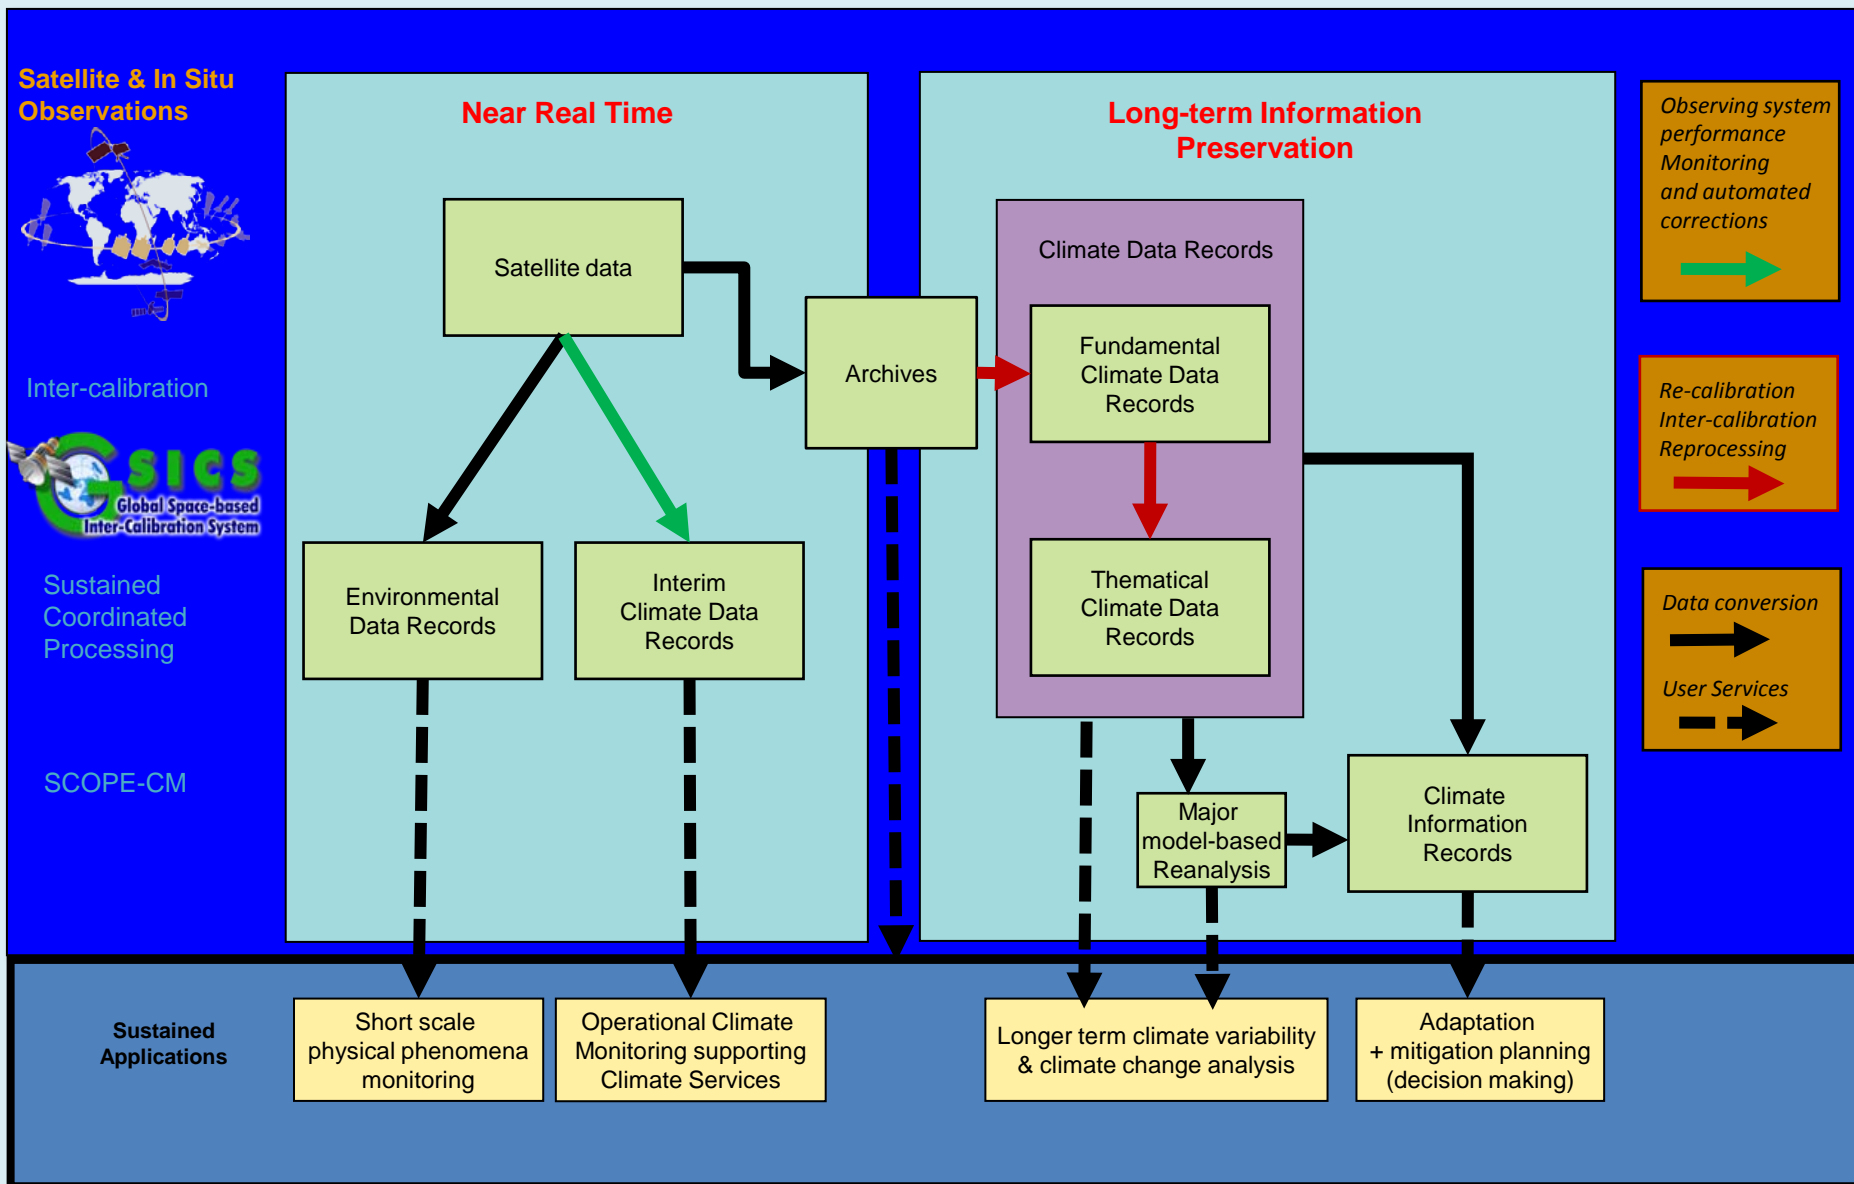 Satellite & In Situ
Observations
Inter-calibration
GSICS
Global Space-based
Inter-Calibration System
Sustained
Coordinated
Processing
SCOPE-CM
Near Real Time
Satellite data
Environmental
Data Records
Interim
Climate Data
Records
Archives
Long-term Information
Preservation
Climate Data Records
Fundamental
Climate Data
Records
Thematical
Climate Data
Records
Major
model-based
Reanalysis
Climate
Information
Records
Observing system
performance
Monitoring
and automated
corrections
Re-calibration
Inter-calibration
Reprocessing
Data conversion
User Services
Sustained
Applications
Short scale
physical phenomena
monitoring
Operational Climate
Monitoring supporting
Climate Services
Longer term climate variability
& climate change analysis
Adaptation
+ mitigation planning
(decision making)